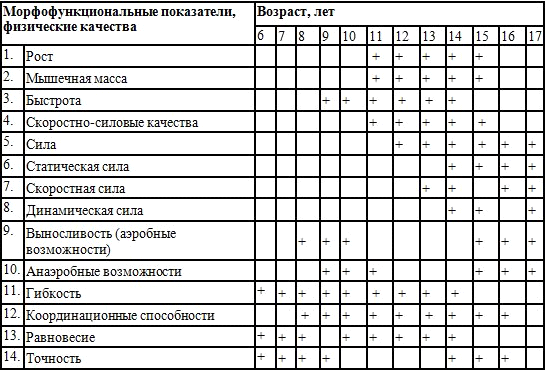 Морфофункциональные показатели, Возраст, лет
физические качества
6 7 8 9 10 11 12 13 14 15 16 17
1. Рост + + + + +
2. Мышечная масса + + + + +
3. Быстрота + + + + + +
4. Скоростно-силовые качества + + + + +
5. Сила + + + + + +
6. Статическая сила + + + +
7. Скоростная сила + + + +
8. Динамическая сила + + +
9. Выносливость (аэробные
возможности) + + + + + +
10. Анаэробные возможности + + + + + +
11. Гибкость + + + + + + + + +
12. Координационные способности + + + + + + + + +
13. Равновесие + + + + + + + +
14. Точность + + + + + + +